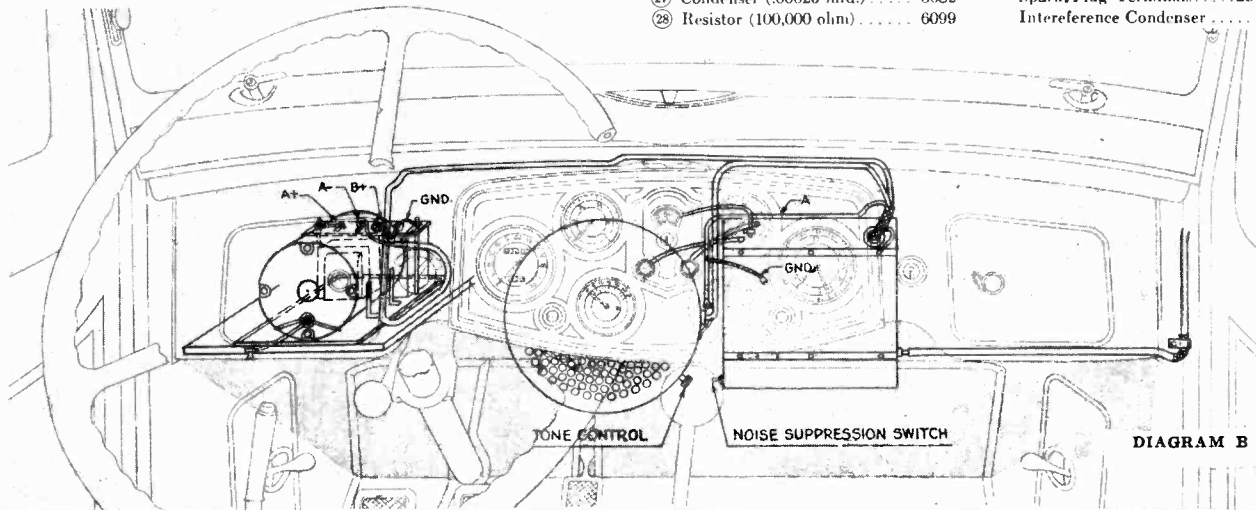 Resistor (100,000 ohm) ...... 6099
Intereference Condenser .....
A+ A- B+
GND.
A
GND.
TONE CONTROL
NOISE SUPPRESSION SWITCH
DIAGRAM B